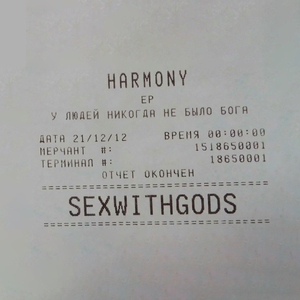 HARMONY
EP
У ЛЮДЕЙ НИКОГДА НЕ БЫЛО БОГА
ДАТА 21/12/12 ВРЕМЯ 00:00:00
МЕРЧАНТ #: 1518650001
ТЕРМИНАЛ #: 18650001
ОТЧЕТ ОКОНЧЕН
==============================
SEXWITHGODS
==============================